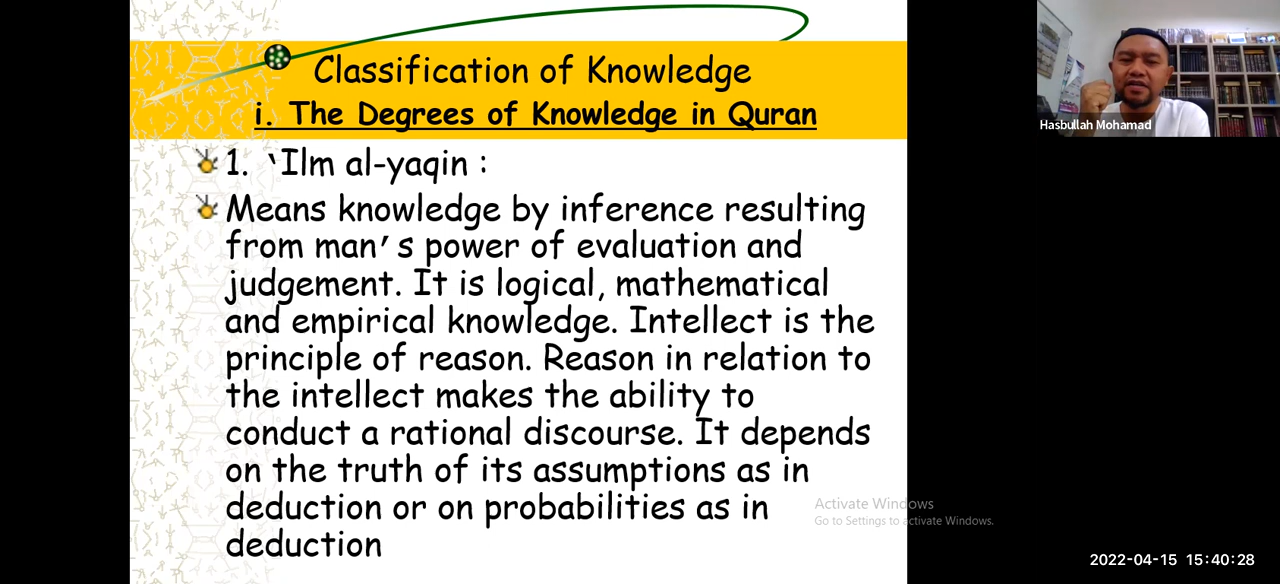 Classification of Knowledge
i. The Degrees of Knowledge in Quran
1. ‵Ilm al-yaqin :
Means knowledge by inference resulting
from man’s power of evaluation and
judgement. It is logical, mathematical
and empirical knowledge. Intellect is the
principle of reason. Reason in relation to
the intellect makes the ability to
conduct a rational discourse. It depends
on the truth of its assumptions as in
deduction or on probabilities as in
deduction
Hasbullah Mohamad
Activate Windows
Go to Settings to activate Windows.
2022-04-15 15:40:28